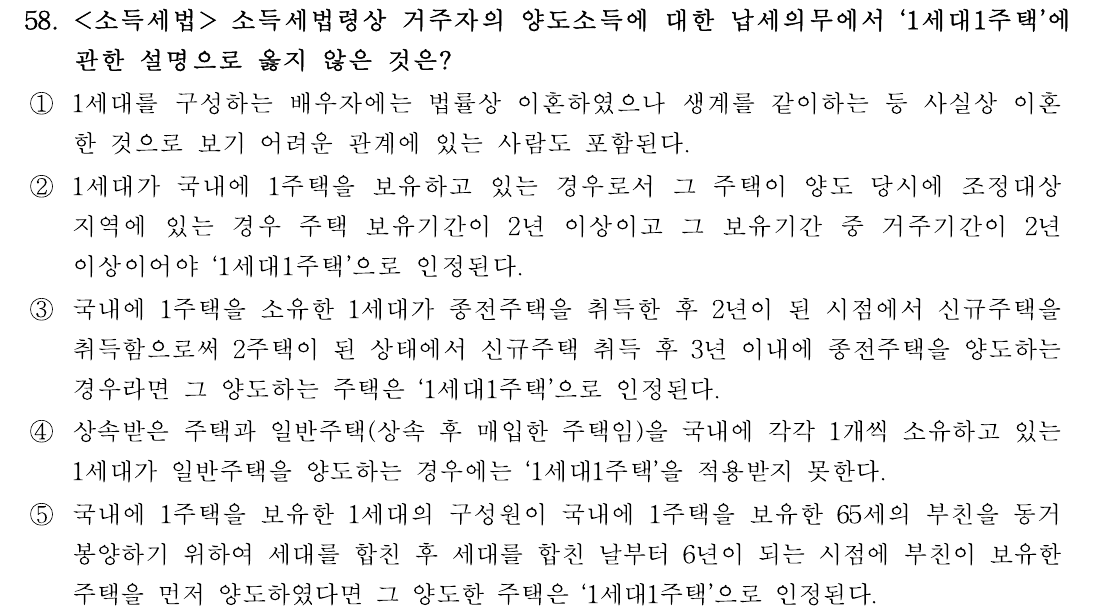 58. <소득세법> 소득세법령상 거주자의 양도소득에 대한 납세의무에서 ‘1세대1주택’에
관한 설명으로 옳지 않은 것은?
① 1세대를 구성하는 배우자에는 법률상 이혼하였으나 생계를 같이하는 등 사실상 이혼
한 것으로 보기 어려운 관계에 있는 사람도 포함된다.
② 1세대가 국내에 1주택을 보유하고 있는 경우로서 그 주택이 양도 당시에 조정대상
지역에 있는 경우 주택 보유기간이 2년 이상이고 그 보유기간 중 거주기간이 2년
이상이어야 ‘1세대1주택’으로 인정된다.
③ 국내에 1주택을 소유한 1세대가 종전주택을 취득한 후 2년이 된 시점에서 신규주택을
취득함으로써 2주택이 된 상태에서 신규주택 취득 후 3년 이내에 종전주택을 양도하는
경우라면 그 양도하는 주택은 ‘1세대1주택’으로 인정된다.
④ 상속받은 주택과 일반주택(상속 후 매입한 주택임)을 국내에 각각 1개씩 소유하고 있는
1세대가 일반주택을 양도하는 경우에는 ‘1세대1주택’을 적용받지 못한다.
⑤ 국내에 1주택을 보유한 1세대의 구성원이 국내에 1주택을 보유한 65세의 부친을 동거
봉양하기 위하여 세대를 합친 후 세대를 합친 날부터 6년이 되는 시점에 부친이 보유한
주택을 먼저 양도하였다면 그 양도한 주택은 ‘1세대1주택’으로 인정된다.